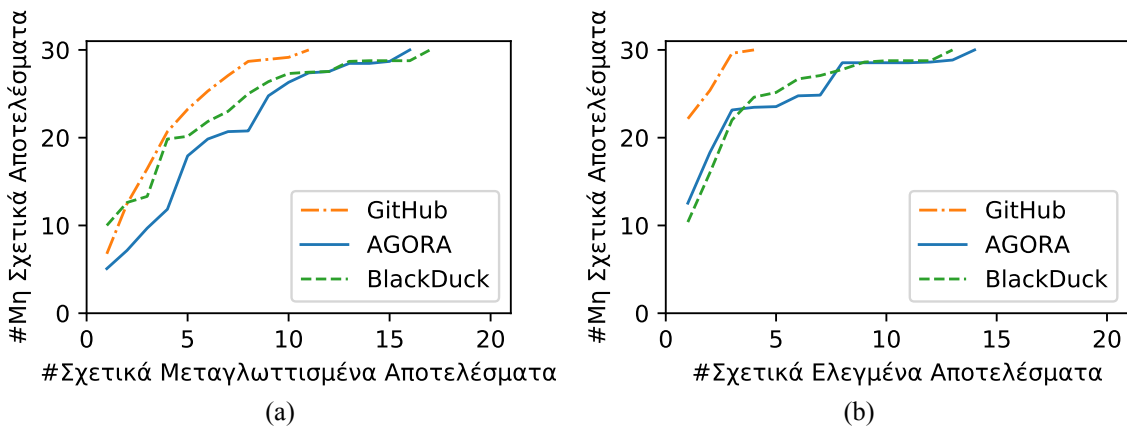 #Μη Σχετικά Αποτελέσματα
30
20
10
0
0 5 10 15 20
GitHub
AGORA
BlackDuck
#Σχετικά Μεταγλωττισμένα Αποτελέσματα
(a)
#Μη Σχετικά Αποτελέσματα
30
20
10
0
0 5 10 15 20
GitHub
AGORA
BlackDuck
#Σχετικά Ελεγμένα Αποτελέσματα
(b)